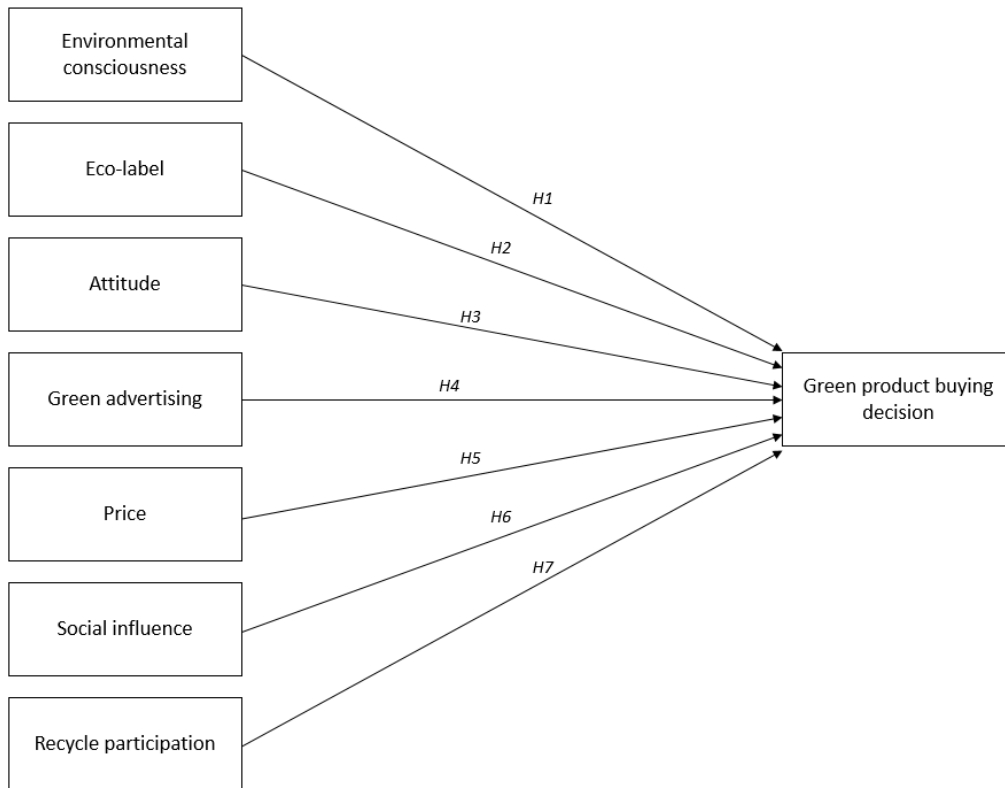 Environmental
consciousness
Eco-label
H1
H2
Attitude
H3
Green advertising
H4
Green product buying
decision
Price
H5
H6
Social influence
H7
Recycle participation